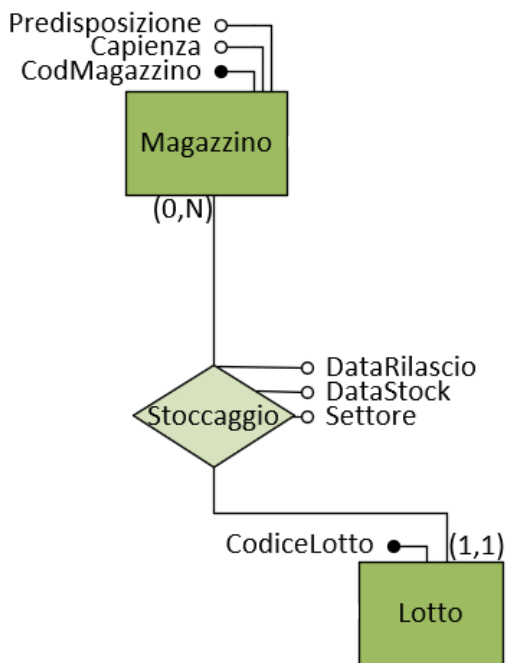 Predisposizione
Capienza
CodMagazzino
Magazzino
(0,N)
DataRilascio
DataStock
Stoccaggio
Settore
CodiceLotto
(1,1)
Lotto